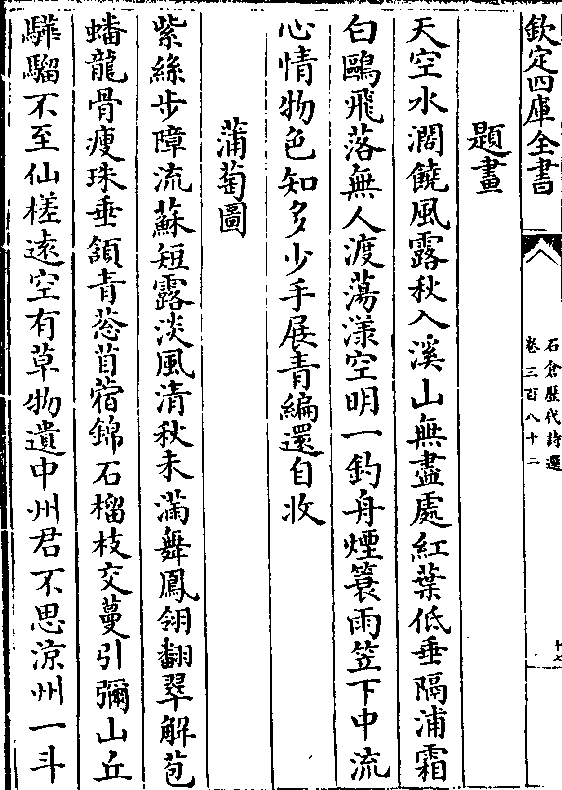 欽定四庫全書
石倉歷代詩選
卷三百八十二
十七
題畫
天空水濶饒風露秋入溪山無盡處紅葉低垂隔浦霜
白鷗飛落無人渡蕩漾空明一釣舟煙簑雨笠下中流
心情物色知多少手展青編還自收
蒲萄圖
紫絲步障流蘇短露淡風清秋未滿舞鳳翎翻翠解苞
蟠龍骨瘦珠垂頷青葱苜蓿錦石榴枝交蔓引彌山丘
驊騮不至仙槎遠空有草物遺中州君不思涼州一斗